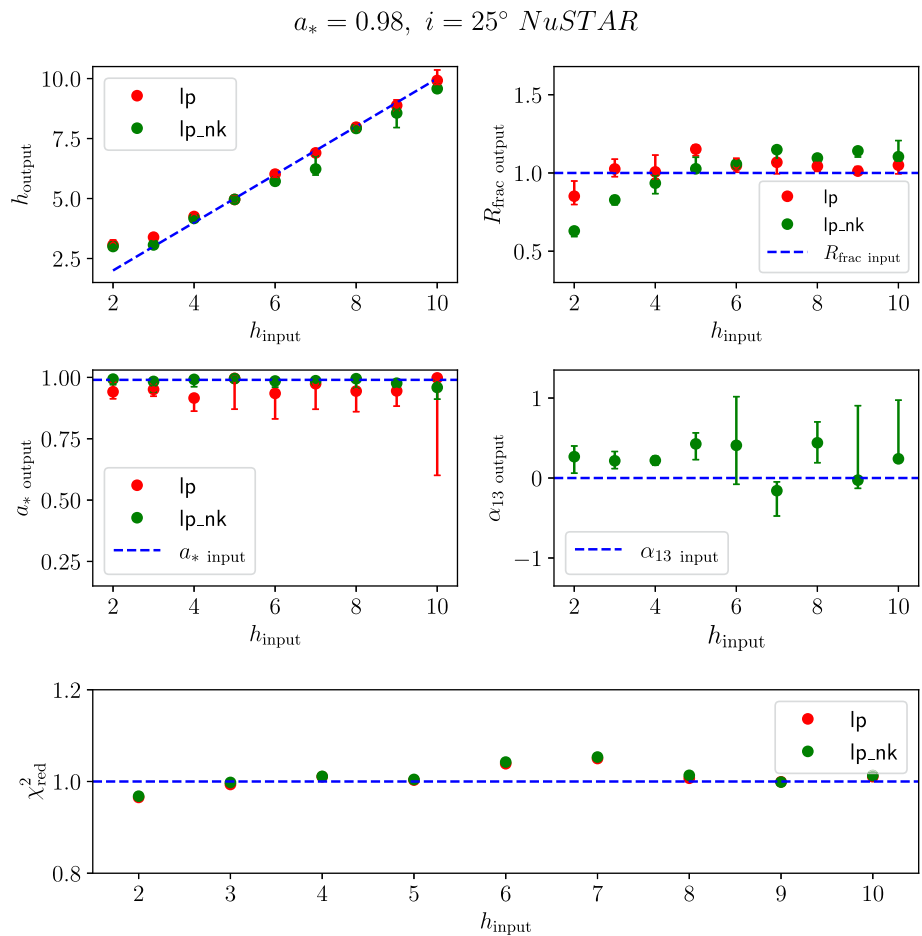 a* = 0.98, i = 25° NuSTAR
10.0
7.5
5.0
2.5
h_output
lp
lp_nk
2 4 6 8 10
h_input
1.5
1.0
0.5
R_frac output
lp
lp_nk
R_frac input
2 4 6 8 10
h_input
1.00
0.75
0.50
0.25
a* output
lp
lp_nk
a* input
2 4 6 8 10
h_input
1
0
−1
α13 output
α13 input
2 4 6 8 10
h_input
1.2
1.0
0.8
χ²red
lp
lp_nk
2 3 4 5 6 7 8 9 10
h_input